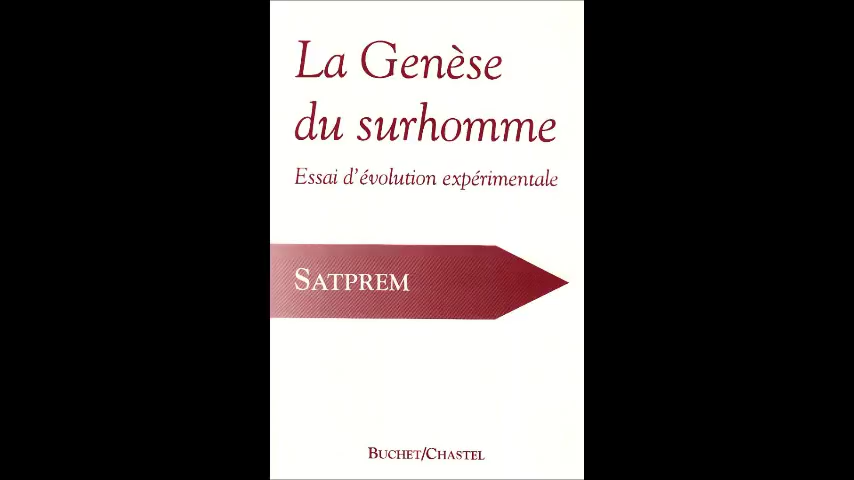 La Genèse
du surhomme
Essai d'évolution expérimentale
SATPREM
BUCHET/CHASTEL